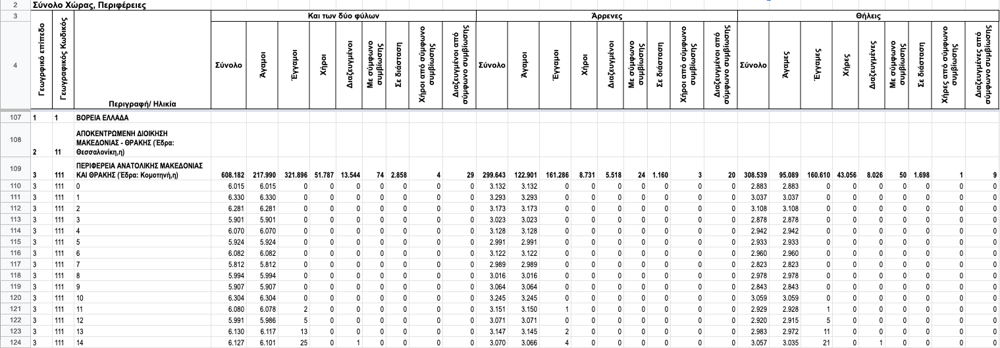 2 Σύνολο Χώρας, Περιφέρειες
3 Και των δύο φύλων Άρρενες Θήλεις
4 Γεωγραφικό επίπεδο Γεωγραφικός Κωδικός Περιγραφή/ Ηλικία Σύνολο Άγαμοι Έγγαμοι Χήροι Διαζευγμένοι Με σύμφωνο συμβίωσης Σε διάσταση Χήροι από σύμφωνο συμβίωσης Διαζευγμένοι από σύμφωνο συμβίωσης Σύνολο Άγαμοι Έγγαμοι Χήροι Διαζευγμένοι Με σύμφωνο συμβίωσης Σε διάσταση Χήροι από σύμφωνο συμβίωσης Διαζευγμένοι από σύμφωνο συμβίωσης Σύνολο Άγαμες Έγγαμες Χήρες Διαζευγμένες Με σύμφωνο συμβίωσης Σε διάσταση Χήρες από σύμφωνο συμβίωσης Διαζευγμένες από σύμφωνο συμβίωσης
107 1 1 ΒΟΡΕΙΑ ΕΛΛΑΔΑ
108 2 11 ΑΠΟΚΕΝΤΡΩΜΕΝΗ ΔΙΟΙΚΗΣΗ
ΜΑΚΕΔΟΝΙΑΣ - ΘΡΑΚΗΣ (Έδρα:
Θεσσαλονίκη,η)
109 3 111 ΠΕΡΙΦΕΡΕΙΑ ΑΝΑΤΟΛΙΚΗΣ ΜΑΚΕΔΟΝΙΑΣ
ΚΑΙ ΘΡΑΚΗΣ (Έδρα: Κομοτηνή,η) 608.182 217.990 321.896 51.787 13.544 74 2.858 4 29 299.643 122.901 161.286 8.731 5.518 24 1.160 3 20 308.539 95.089 160.610 43.056 8.026 50 1.698 1 9
110 3 111 0 6.015 6.015 0 0 0 0 0 0 0 3.132 3.132 0 0 0 0 0 0 0 2.883 2.883 0 0 0 0 0 0 0
111 3 111 1 6.330 6.330 0 0 0 0 0 0 0 3.293 3.293 0 0 0 0 0 0 0 3.037 3.037 0 0 0 0 0 0 0
112 3 111 2 6.281 6.281 0 0 0 0 0 0 0 3.173 3.173 0 0 0 0 0 0 0 3.108 3.108 0 0 0 0 0 0 0
113 3 111 3 5.901 5.901 0 0 0 0 0 0 0 3.023 3.023 0 0 0 0 0 0 0 2.878 2.878 0 0 0 0 0 0 0
114 3 111 4 6.070 6.070 0 0 0 0 0 0 0 3.128 3.128 0 0 0 0 0 0 0 2.942 2.942 0 0 0 0 0 0 0
115 3 111 5 5.924 5.924 0 0 0 0 0 0 0 2.991 2.991 0 0 0 0 0 0 0 2.933 2.933 0 0 0 0 0 0 0
116 3 111 6 6.082 6.082 0 0 0 0 0 0 0 3.122 3.122 0 0 0 0 0 0 0 2.960 2.960 0 0 0 0 0 0 0
117 3 111 7 5.812 5.812 0 0 0 0 0 0 0 2.989 2.989 0 0 0 0 0 0 0 2.823 2.823 0 0 0 0 0 0 0
118 3 111 8 5.994 5.994 0 0 0 0 0 0 0 3.016 3.016 0 0 0 0 0 0 0 2.978 2.978 0 0 0 0 0 0 0
119 3 111 9 5.907 5.907 0 0 0 0 0 0 0 3.064 3.064 0 0 0 0 0 0 0 2.843 2.843 0 0 0 0 0 0 0
120 3 111 10 6.304 6.304 0 0 0 0 0 0 0 3.245 3.245 0 0 0 0 0 0 0 3.059 3.059 0 0 0 0 0 0 0
121 3 111 11 6.080 6.078 2 0 0 0 0 0 0 3.151 3.150 1 0 0 0 0 0 0 2.929 2.928 1 0 0 0 0 0 0
122 3 111 12 5.991 5.986 5 0 0 0 0 0 0 3.071 3.071 0 0 0 0 0 0 0 2.920 2.915 5 0 0 0 0 0 0
123 3 111 13 6.130 6.117 13 0 0 0 0 0 0 3.147 3.145 2 0 0 0 0 0 0 2.983 2.972 11 0 0 0 0 0 0
124 3 111 14 6.127 6.101 25 0 1 0 0 0 0 3.070 3.066 4 0 0 0 0 0 0 3.057 3.035 21 0 1 0 0 0 0